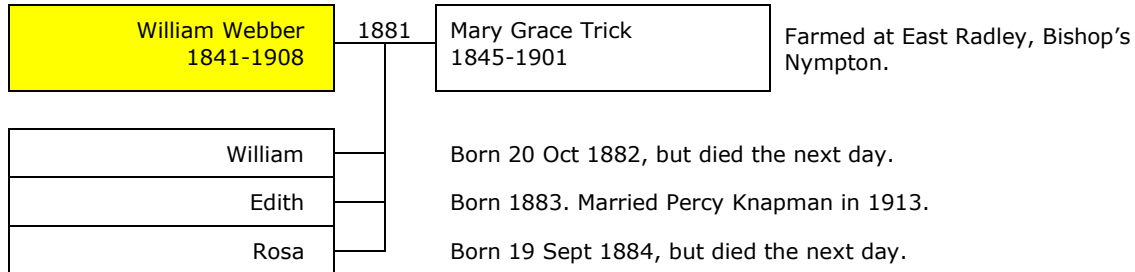 William Webber
1841-1908
1881
Mary Grace Trick
1845-1901
Farmed at East Radley, Bishop’s
Nympton.
William
Born 20 Oct 1882, but died the next day.
Edith
Born 1883. Married Percy Knapman in 1913.
Rosa
Born 19 Sept 1884, but died the next day.